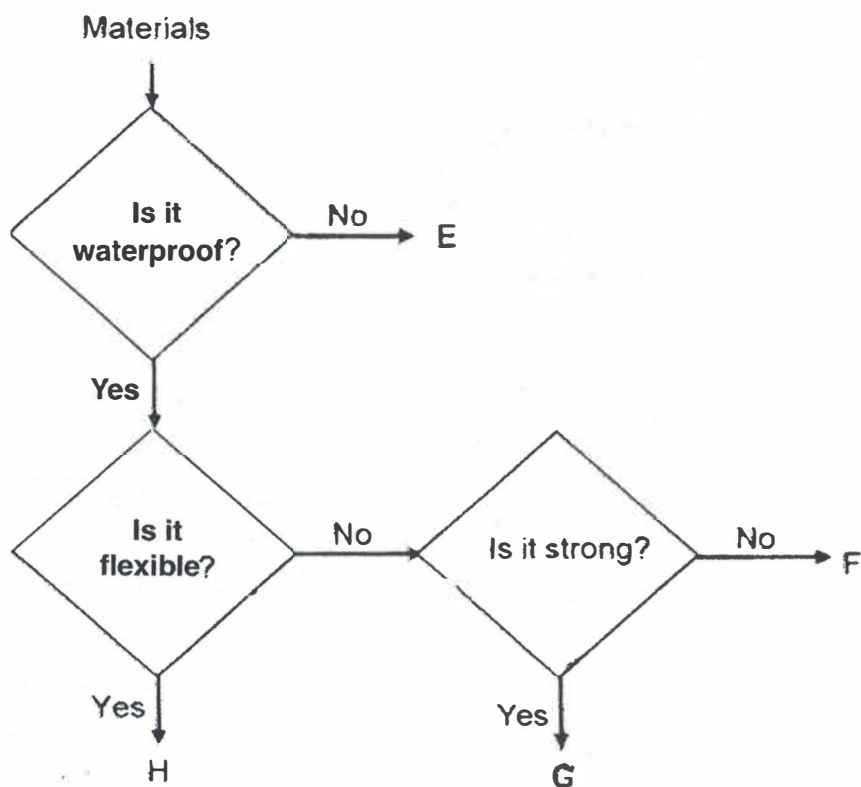 Materials
Is it
waterproof?
No
E
Yes
Is it
flexible?
No
Is it strong?
No
F
Yes
H
Yes
G